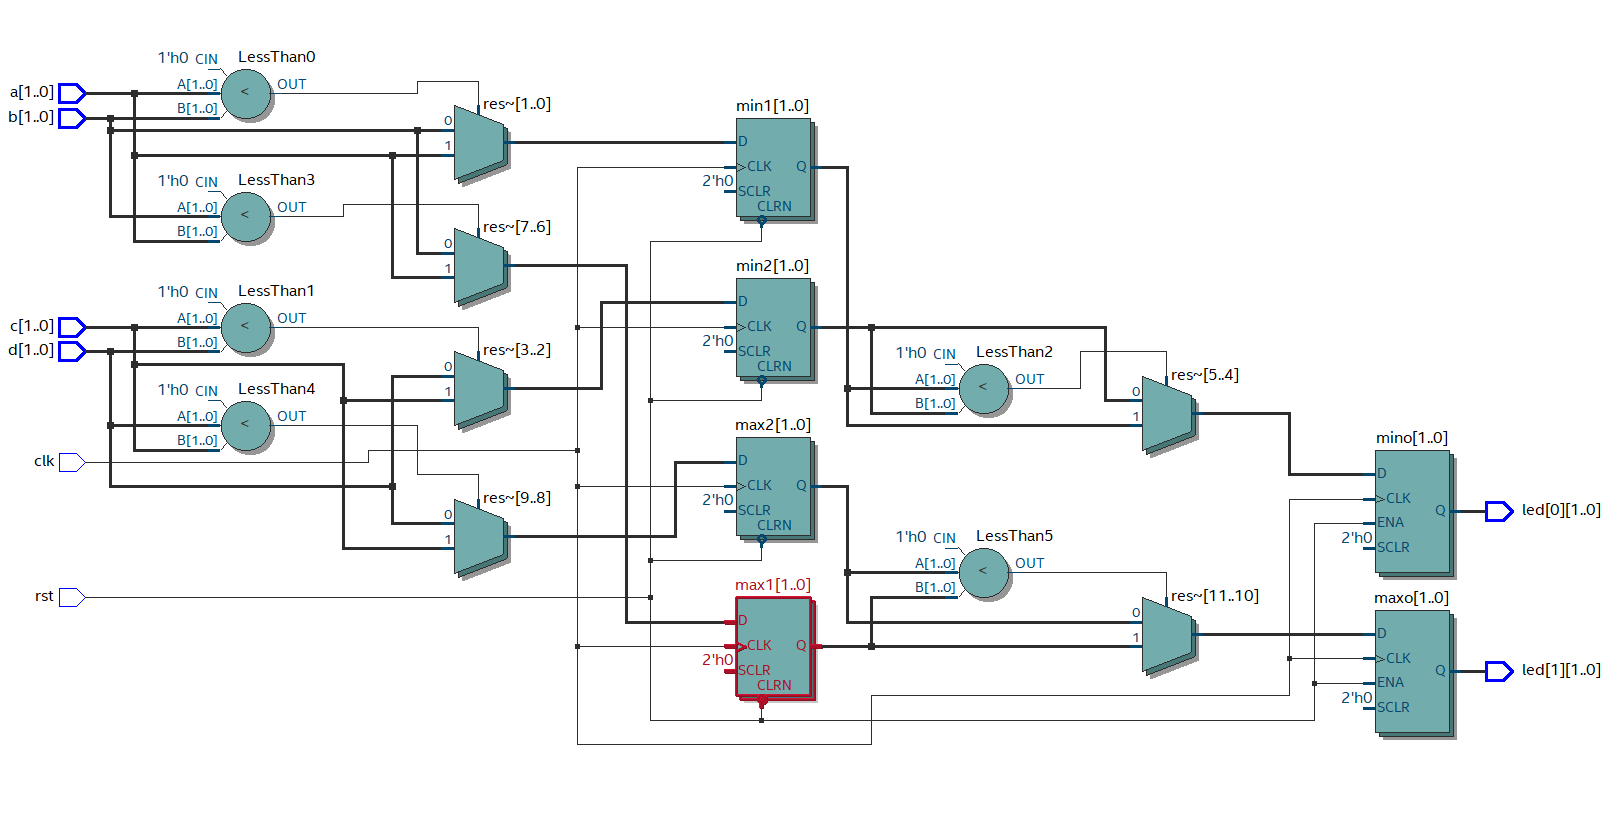 1'h0 CIN LessThan0
a[1..0] A[1..0] OUT
b[1..0] B[1..0] <
res~[1..0]
0
1
1'h0 CIN LessThan3
A[1..0] OUT
B[1..0] <
res~[7..6]
0
1
1'h0 CIN LessThan1
c[1..0] A[1..0] OUT
d[1..0] B[1..0] <
res~[3..2]
0
1
1'h0 CIN LessThan4
A[1..0] OUT
B[1..0] <
clk
res~[9..8]
0
1
rst
min1[1..0]
D
CLK Q
2'h0 SCLR
CLRN
min2[1..0]
D
CLK Q
2'h0 SCLR
CLRN
max2[1..0]
D
CLK Q
2'h0 SCLR
CLRN
max1[1..0]
D
CLK Q
2'h0 SCLR
CLRN
1'h0 CIN LessThan2
A[1..0] OUT
B[1..0] <
res~[5..4]
0
1
1'h0 CIN LessThan5
A[1..0] OUT
B[1..0] <
res~[11..10]
0
1
mino[1..0]
D
CLK
ENA Q led[0][1..0]
2'h0 SCLR
maxo[1..0]
D
CLK
ENA Q led[1][1..0]
2'h0 SCLR